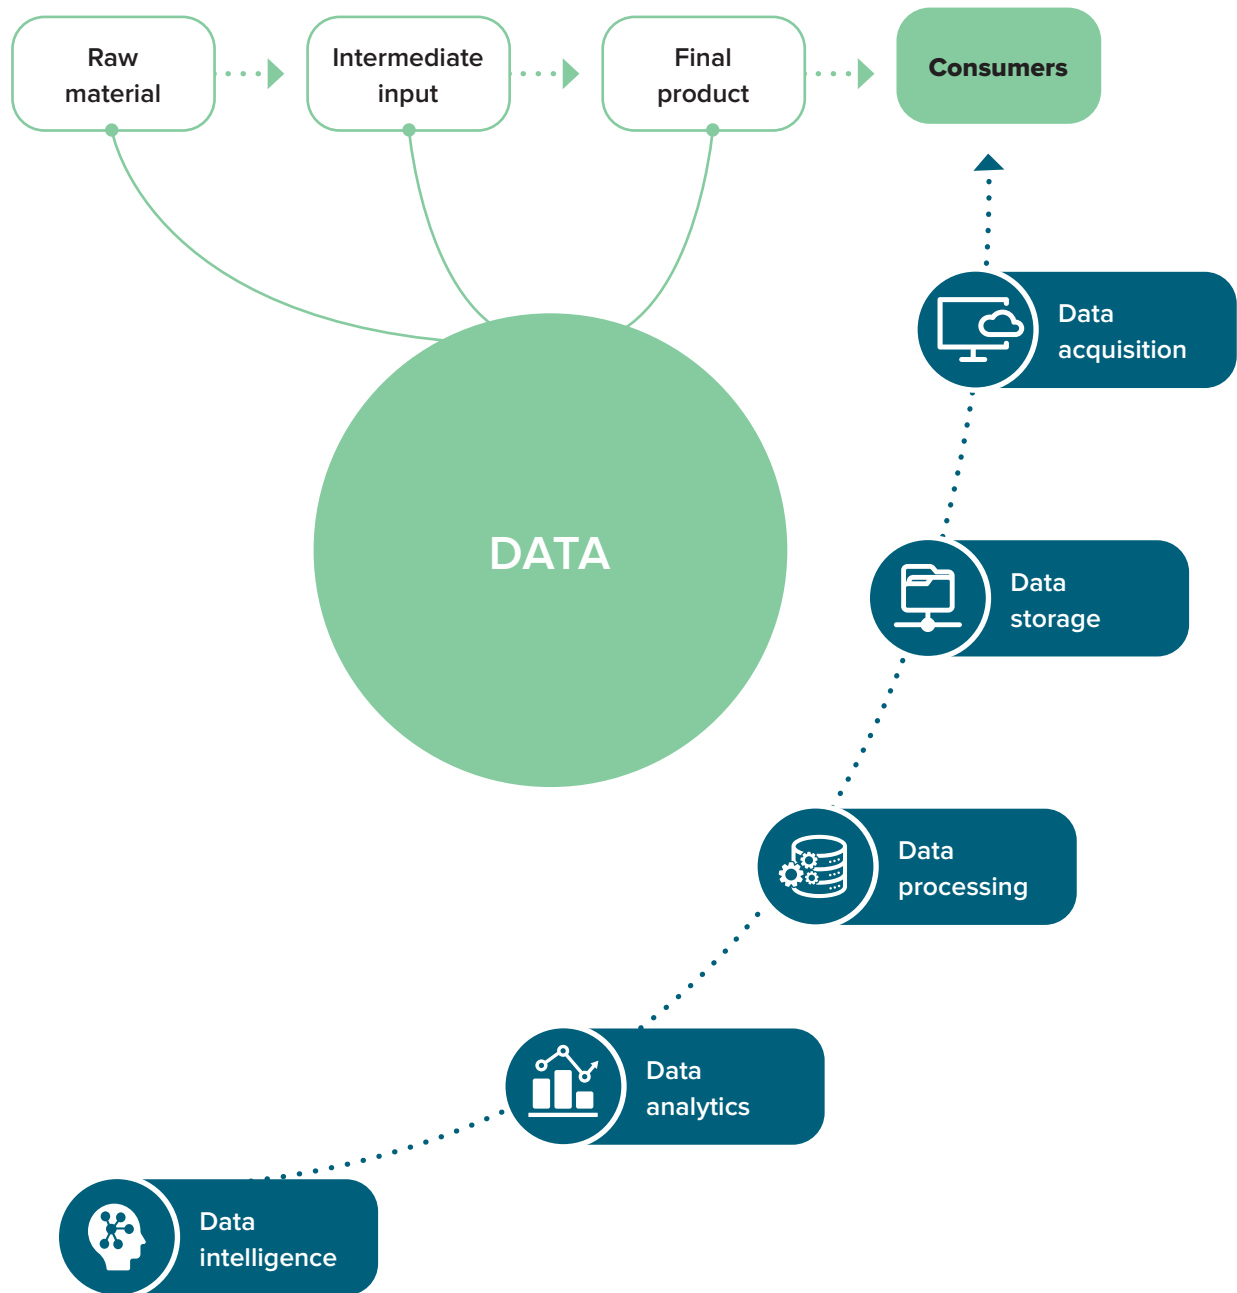 Raw
material
Intermediate
input
Final
product
Consumers
Data
acquisition
DATA
Data
storage
Data
processing
Data
analytics
Data
intelligence